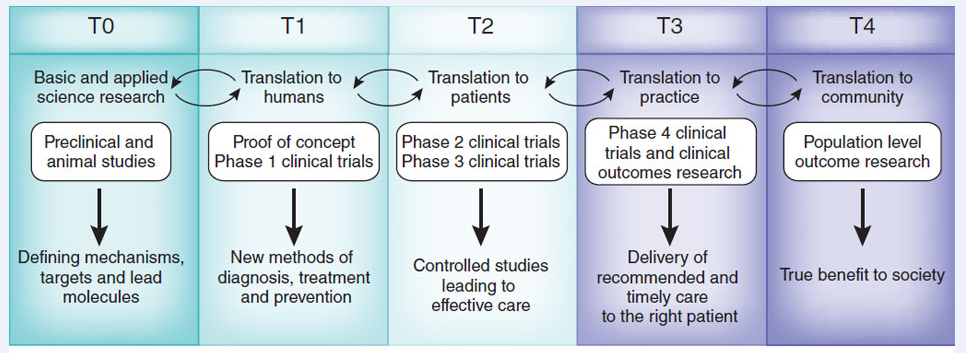 T0
T1
T2
T3
T4
Basic and applied
science research
Translation to
humans
Translation to
patients
Translation to
practice
Translation to
community
Preclinical and
animal studies
Proof of concept
Phase 1 clinical trials
Phase 2 clinical trials
Phase 3 clinical trials
Phase 4 clinical
trials and clinical
outcomes research
Population level
outcome research
Defining mechanisms,
targets and lead
molecules
New methods of
diagnosis, treatment
and prevention
Controlled studies
leading to
effective care
Delivery of
recommended and
timely care
to the right patient
True benefit to society